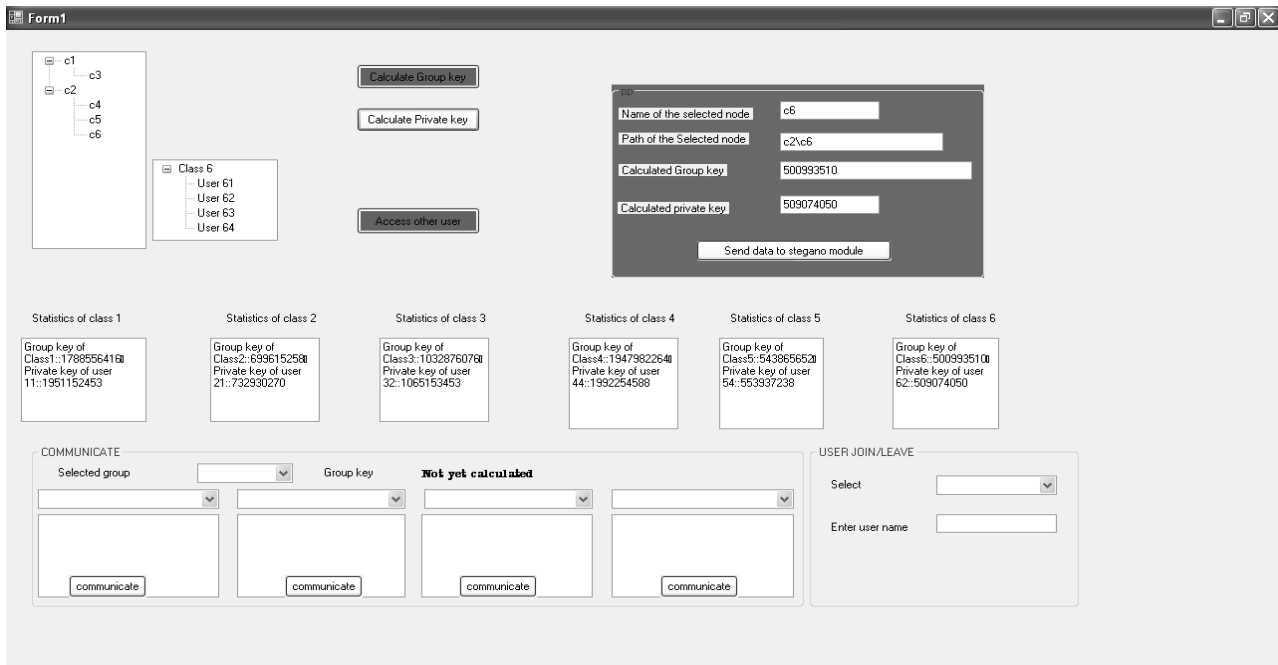 Form1
c1
c3
c2
c4
c5
c6
Class 6
User 61
User 62
User 63
User 64
Calculate Group key
Calculate Private key
Access other user
pp
Name of the selected node
c6
Path of the Selected node
c2\c6
Calculated Group key
500993510
Calculated private key
509074050
Send data to stegano module
Statistics of class 1
Group key of
Class1::1788556416
Private key of user
11::1951152453
Statistics of class 2
Group key of
Class2::699615258
Private key of user
21::732930270
Statistics of class 3
Group key of
Class3::1032876076
Private key of user
32::1065153453
Statistics of class 4
Group key of
Class4::1947982264
Private key of user
44::1992254588
Statistics of class 5
Group key of
Class5::543865652
Private key of user
54::553937238
Statistics of class 6
Group key of
Class6::500993510
Private key of user
62::509074050
COMMUNICATE
Selected group
Group key
Not yet calculated
communicate
communicate
communicate
communicate
USER JOIN/LEAVE
Select
Enter user name